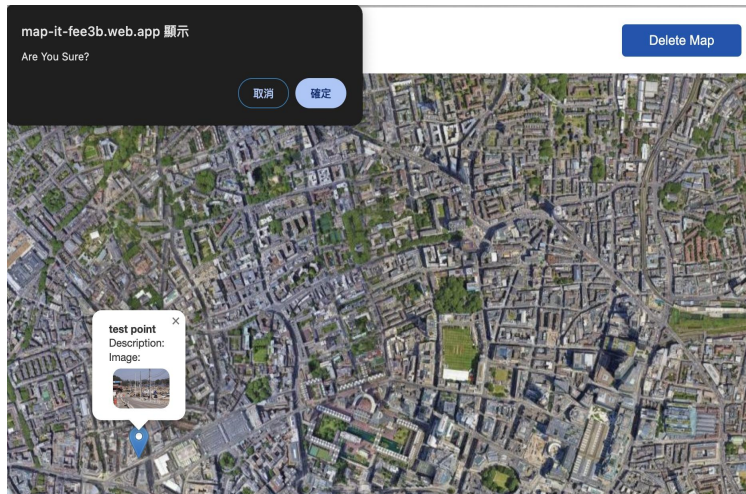 map-it-fee3b.web.app 顯示
Are You Sure?
取消
確定
Delete Map
test point
Description:
Image: